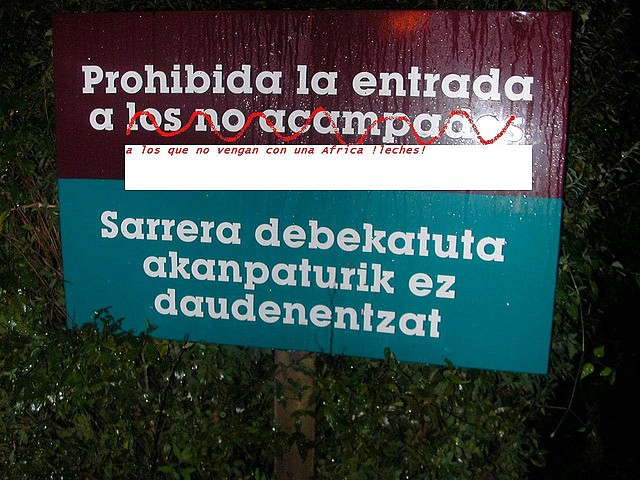 Prohibida la entrada
a los no acampados
a los que no vengan con una Africa !leches!
Sarrera debekatuta
akanpaturik ez
daudenentzat